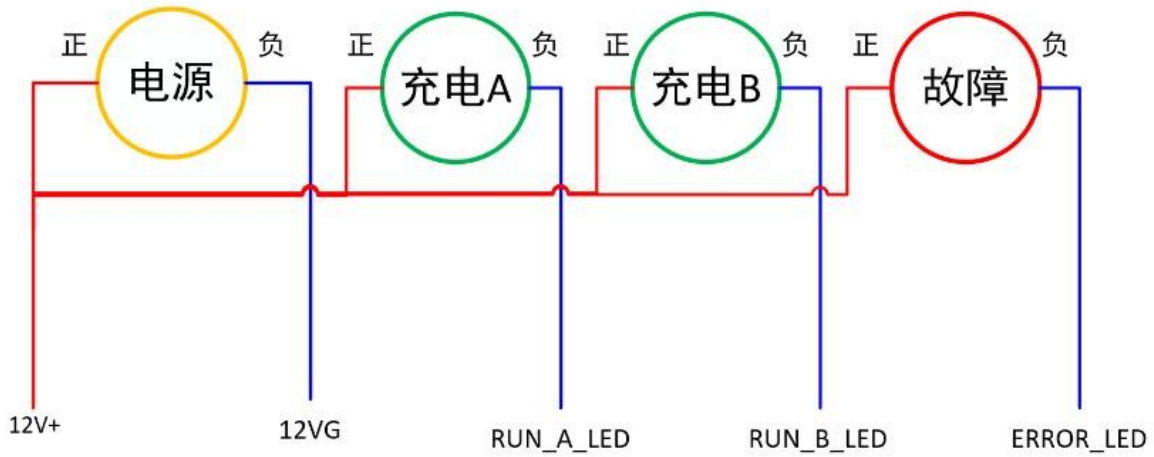 正 电源 负 正 充电A 负 正 充电B 负 正 故障 负
12V+ 12VG RUN_A_LED RUN_B_LED ERROR_LED